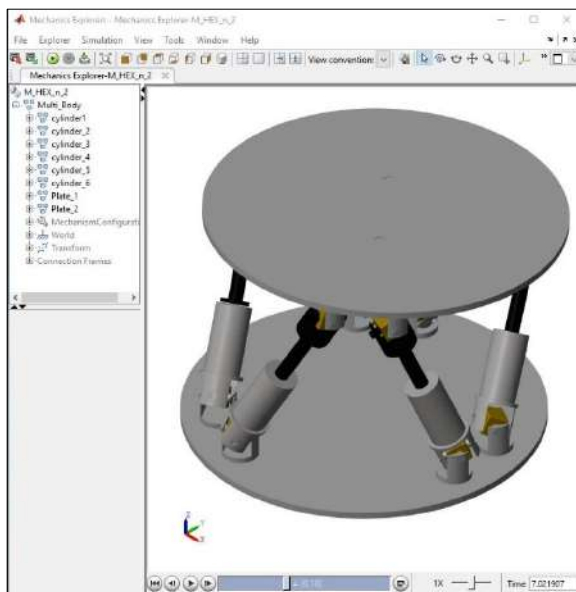 Mechanics Explorer - Mechanics Explorer-M_HEX_n_2
File Explorer Simulation View Tools Window Help
View convention:
Mechanics Explorer-M_HEX_n_2
M_HEX_n_2
Multi_Body
cylinder1
cylinder_2
cylinder_3
cylinder_4
cylinder_5
cylinder_6
Plate_1
Plate_2
MechanismConfigurati
World
Transform
Connection Frames
Z
Y
X
1X
Time 7.021907